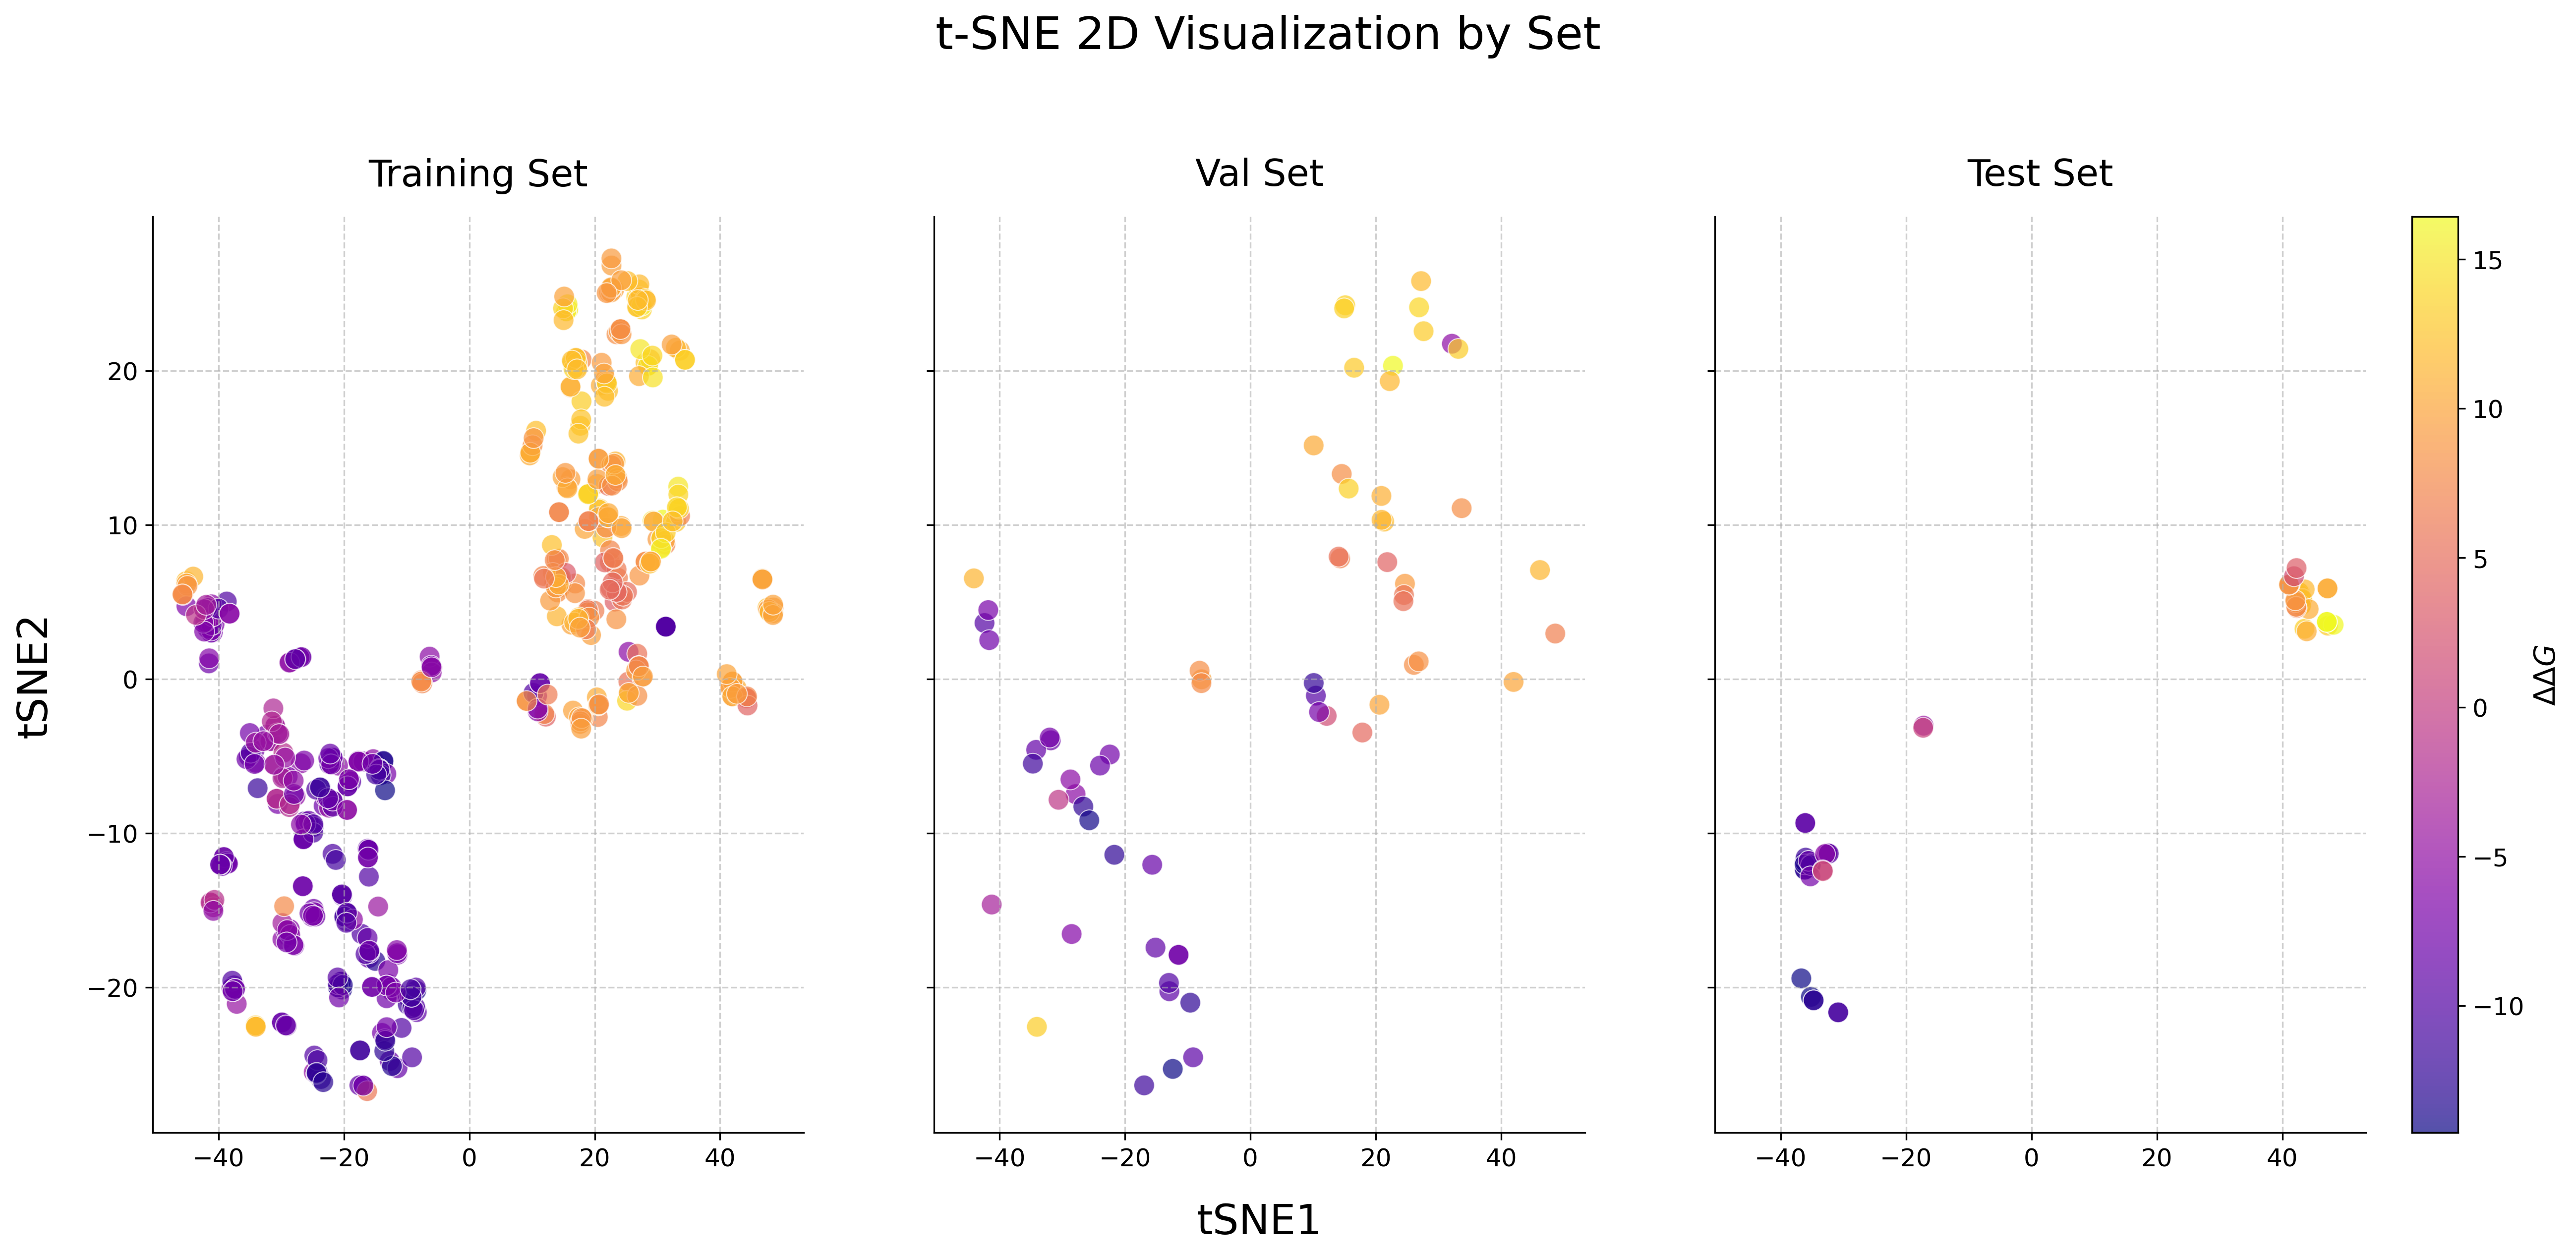 t-SNE 2D Visualization by Set
Training Set
Val Set
Test Set
tSNE2
20
10
0
−10
−20
−40 −20 0 20 40
−40 −20 0 20 40
−40 −20 0 20 40
tSNE1
15
10
5
0
−5
−10
ΔΔG